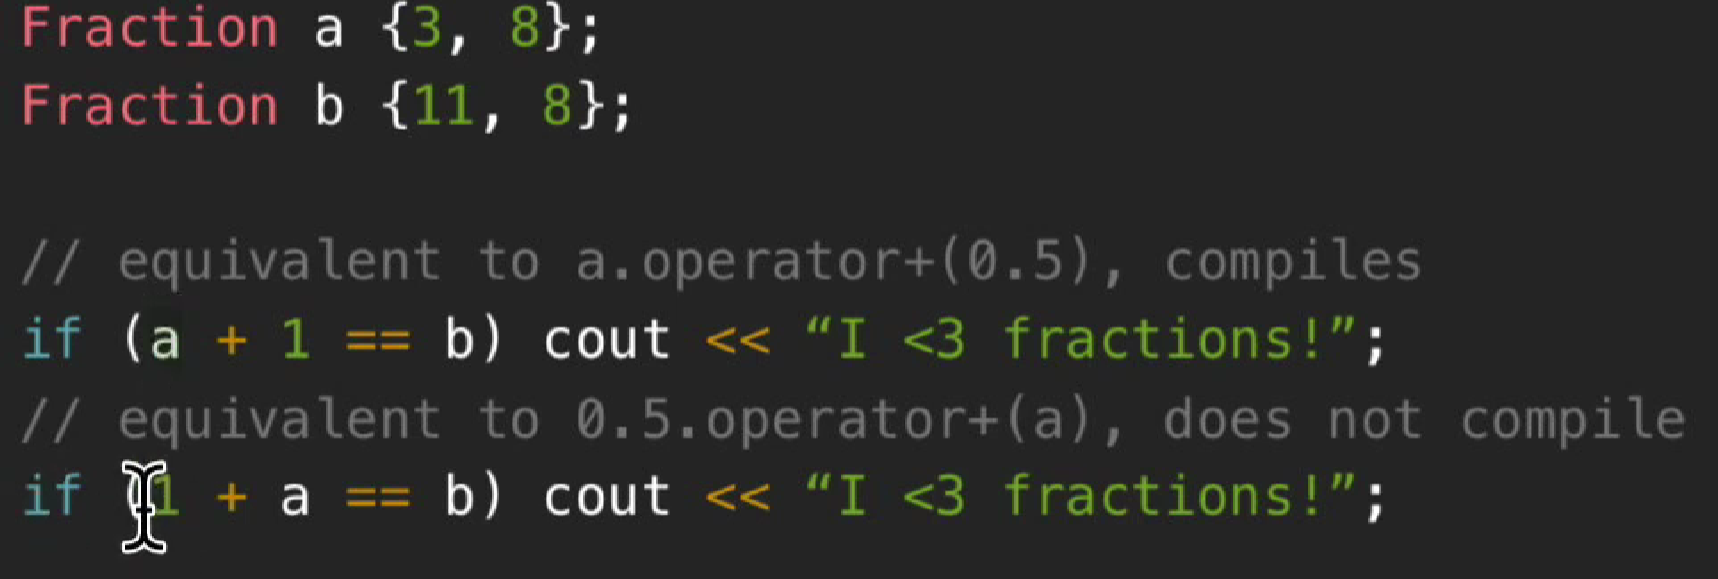 Fraction a {3, 8};
Fraction b {11, 8};
// equivalent to a.operator+(0.5), compiles
if (a + 1 == b) cout << “I <3 fractions!”;
// equivalent to 0.5.operator+(a), does not compile
if (1 + a == b) cout << “I <3 fractions!”;